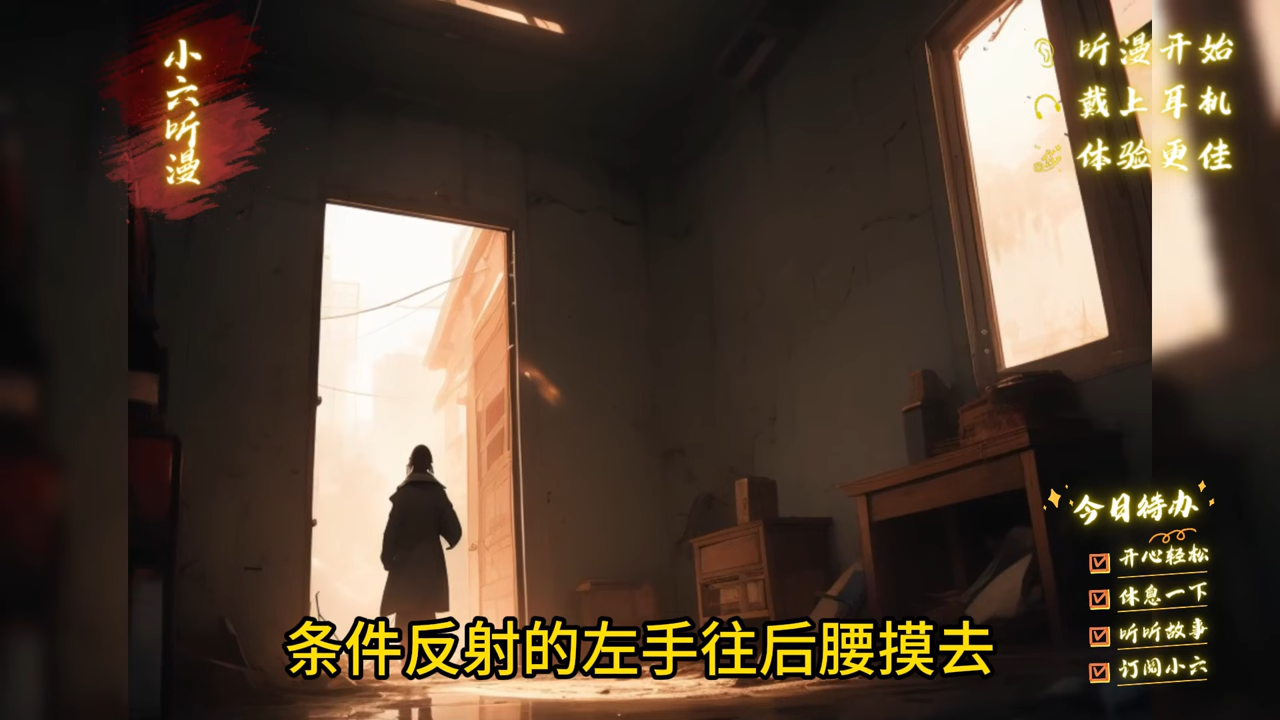 小六听漫
听漫开始
戴上耳机
体验更佳
今日待办
开心轻松
休息一下
听听故事
订阅小六
条件反射的左手往后腰摸去